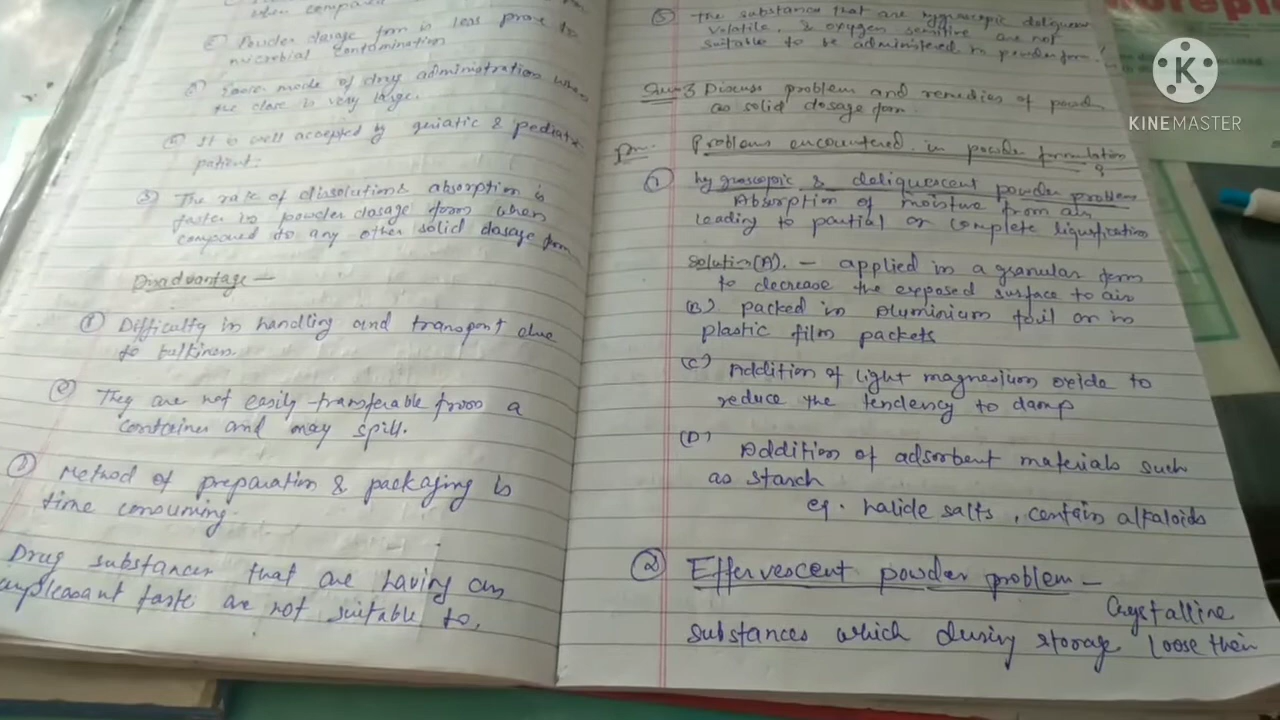 when compared
Powder dosage form is less prone to
microbial contamination
mode of drug administration when
the dose is very large.
It is well accepted by geriatic & pediatric
patient.
③ The rate of dissolution & absorption is
faster in powder dosage form when
compared to any other solid dosage form
Disadvantage —
① Difficulty in handling and transport due
to bulkiness.
② They are not easily transferable from a
container and may spill.
③ Method of preparation & packaging is
time consuming.
Drug substances that are having an
unpleasant taste are not suitable to,
⑤ The substances that are hygroscopic deliques
volatile, & oxygen sensitive are not
suitable to be administered in powder form.
3 Discuss problem and remedies of powd
as solid dosage form.
Problems encountered in powder formulation
① hygroscopic & deliquescent powder problem
Absorption of moisture from air
leading to partial or complete liquification
Solution (A). – applied in a granular form
to decrease the exposed surface to air
(B) packed in Aluminium foil or in
plastic film packets
(C) Addition of light magnesium oxide to
reduce the tendency to damp
(D) Addition of adsorbent materials such
as starch
eg. halide salts, contain alkaloids
② Effervescent powder problem –
Crystalline
substances which during storage loose their
K
KINEMASTER